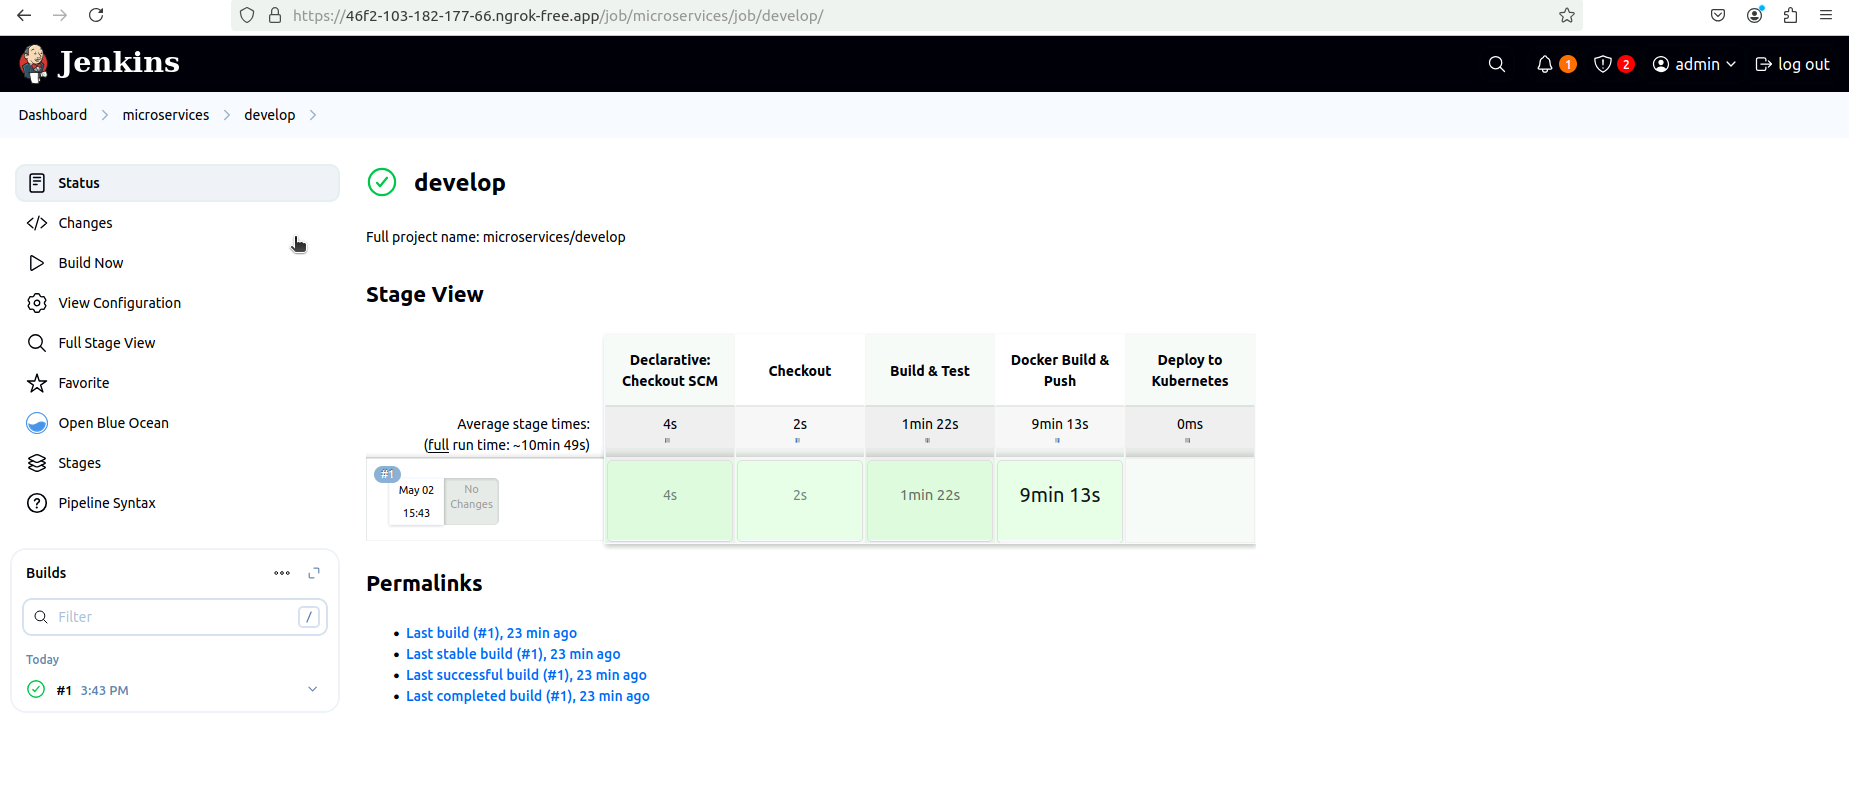 https://46f2-103-182-177-66.ngrok-free.app/job/microservices/job/develop/
Jenkins
1
2
admin
log out
Dashboard
microservices
develop
Status
Changes
Build Now
View Configuration
Full Stage View
Favorite
Open Blue Ocean
Stages
Pipeline Syntax
Builds
Filter
/
Today
#1 3:43 PM
develop
Full project name: microservices/develop
Stage View
Declarative:
Checkout SCM
Checkout
Build & Test
Docker Build &
Push
Deploy to
Kubernetes
Average stage times:
(full run time: ~10min 49s)
4s
2s
1min 22s
9min 13s
0ms
#1
May 02
15:43
No
Changes
4s
2s
1min 22s
9min 13s
Permalinks
Last build (#1), 23 min ago
Last stable build (#1), 23 min ago
Last successful build (#1), 23 min ago
Last completed build (#1), 23 min ago